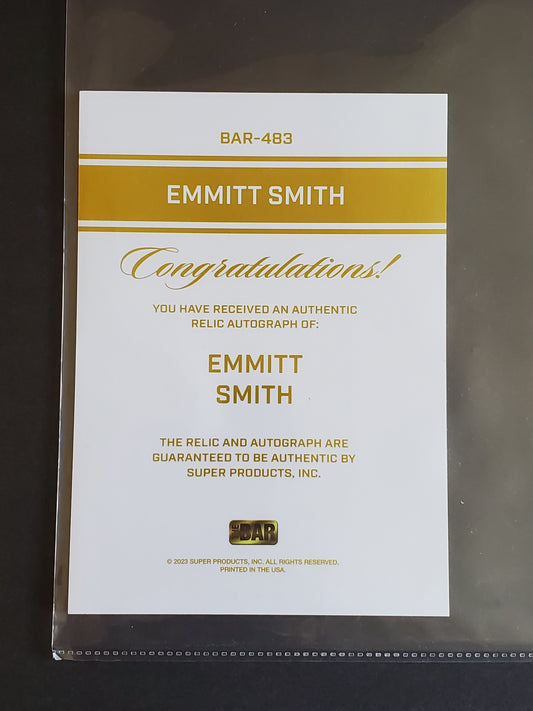 BAR-483
EMMITT SMITH
Congratulations!
YOU HAVE RECEIVED AN AUTHENTIC
RELIC AUTOGRAPH OF:
EMMITT
SMITH
THE RELIC AND AUTOGRAPH ARE
GUARANTEED TO BE AUTHENTIC BY
SUPER PRODUCTS, INC.
THE BAR
© 2023 SUPER PRODUCTS, INC. ALL RIGHTS RESERVED.
PRINTED IN THE USA.